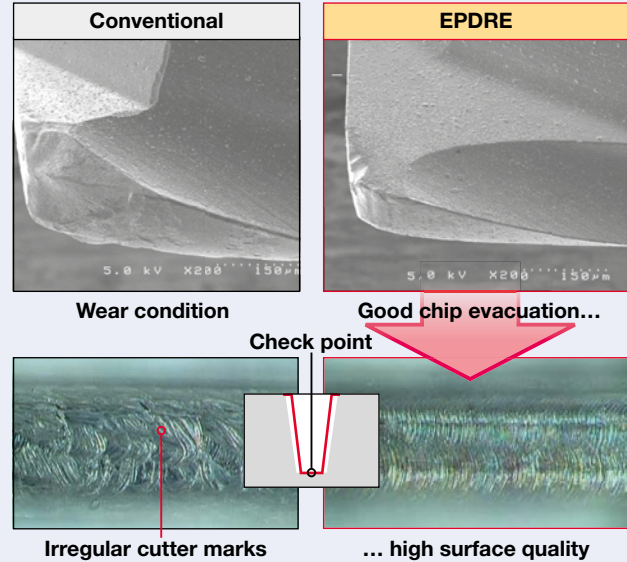 Conventional
EPDRE
5.0 kV X200 150µm
5.0 kV X200 150µm
Wear condition
Good chip evacuation…
Check point
Irregular cutter marks
… high surface quality